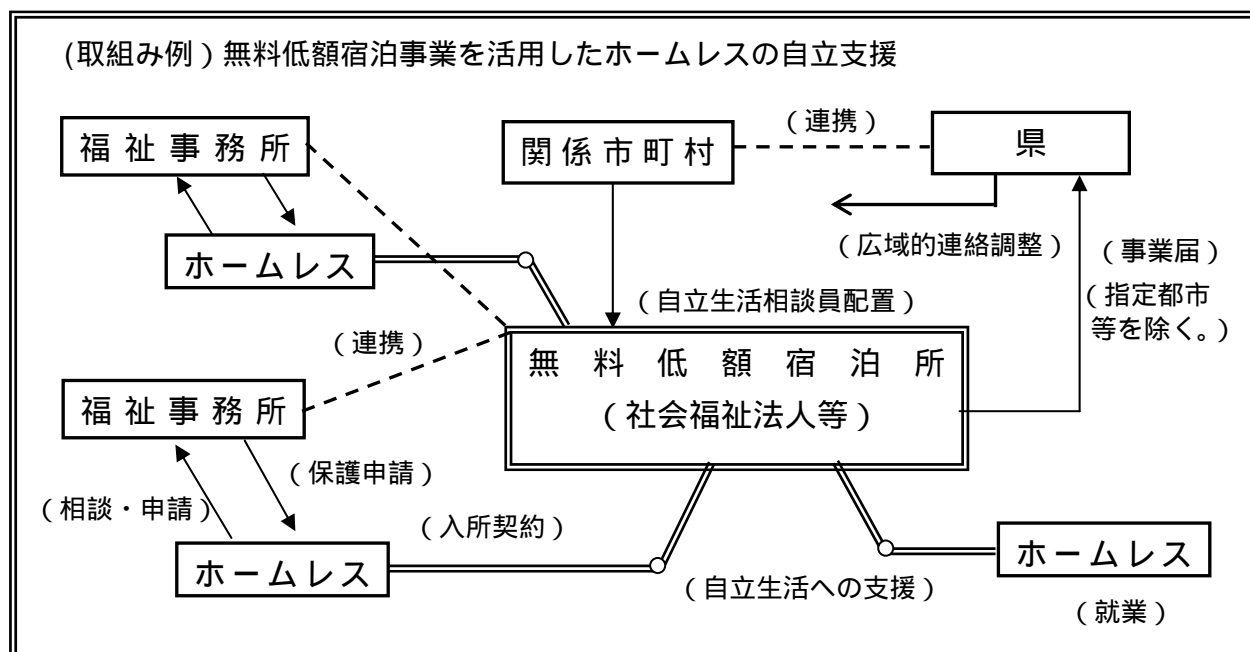 (取組み例)無料低額宿泊事業を活用したホームレスの自立支援
福祉事務所
関係市町村
(連携)
県
ホームレス
(広域的連絡調整)
(事業届)
(指定都市
等を除く。)
(自立生活相談員配置)
(連携)
無料低額宿泊所
(社会福祉法人等)
福祉事務所
(保護申請)
(相談・申請)
(入所契約)
ホームレス
(自立生活への支援)
ホームレス
(就業)